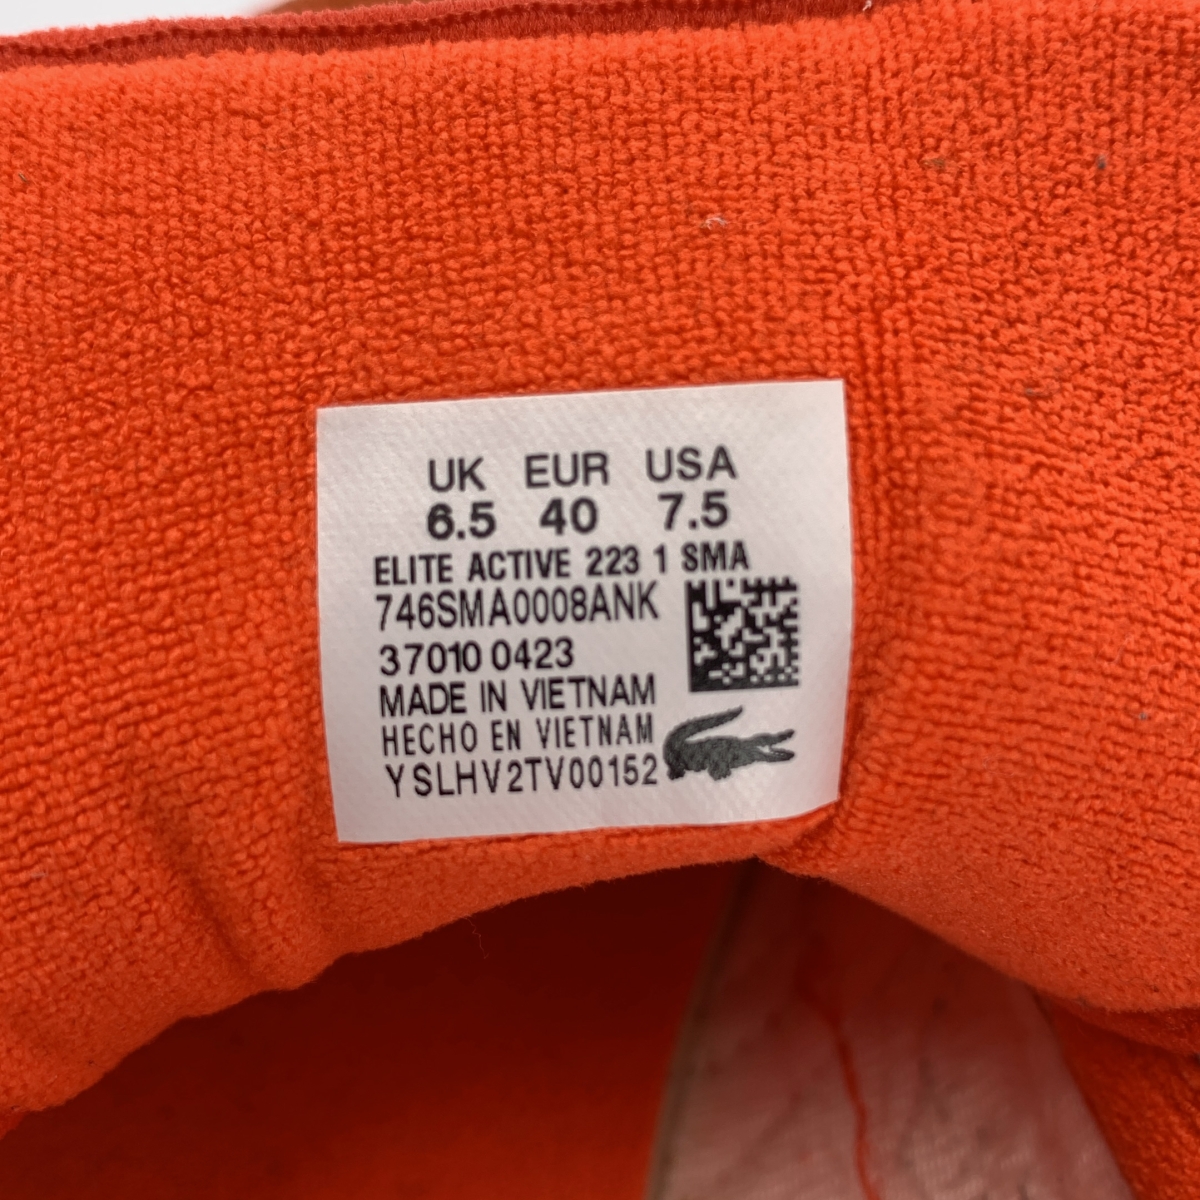 UK EUR USA
6.5 40 7.5
ELITE ACTIVE 223 1 SMA
746SMA0008ANK
37010 0423
MADE IN VIETNAM
HECHO EN VIETNAM
YSLHV2TV00152